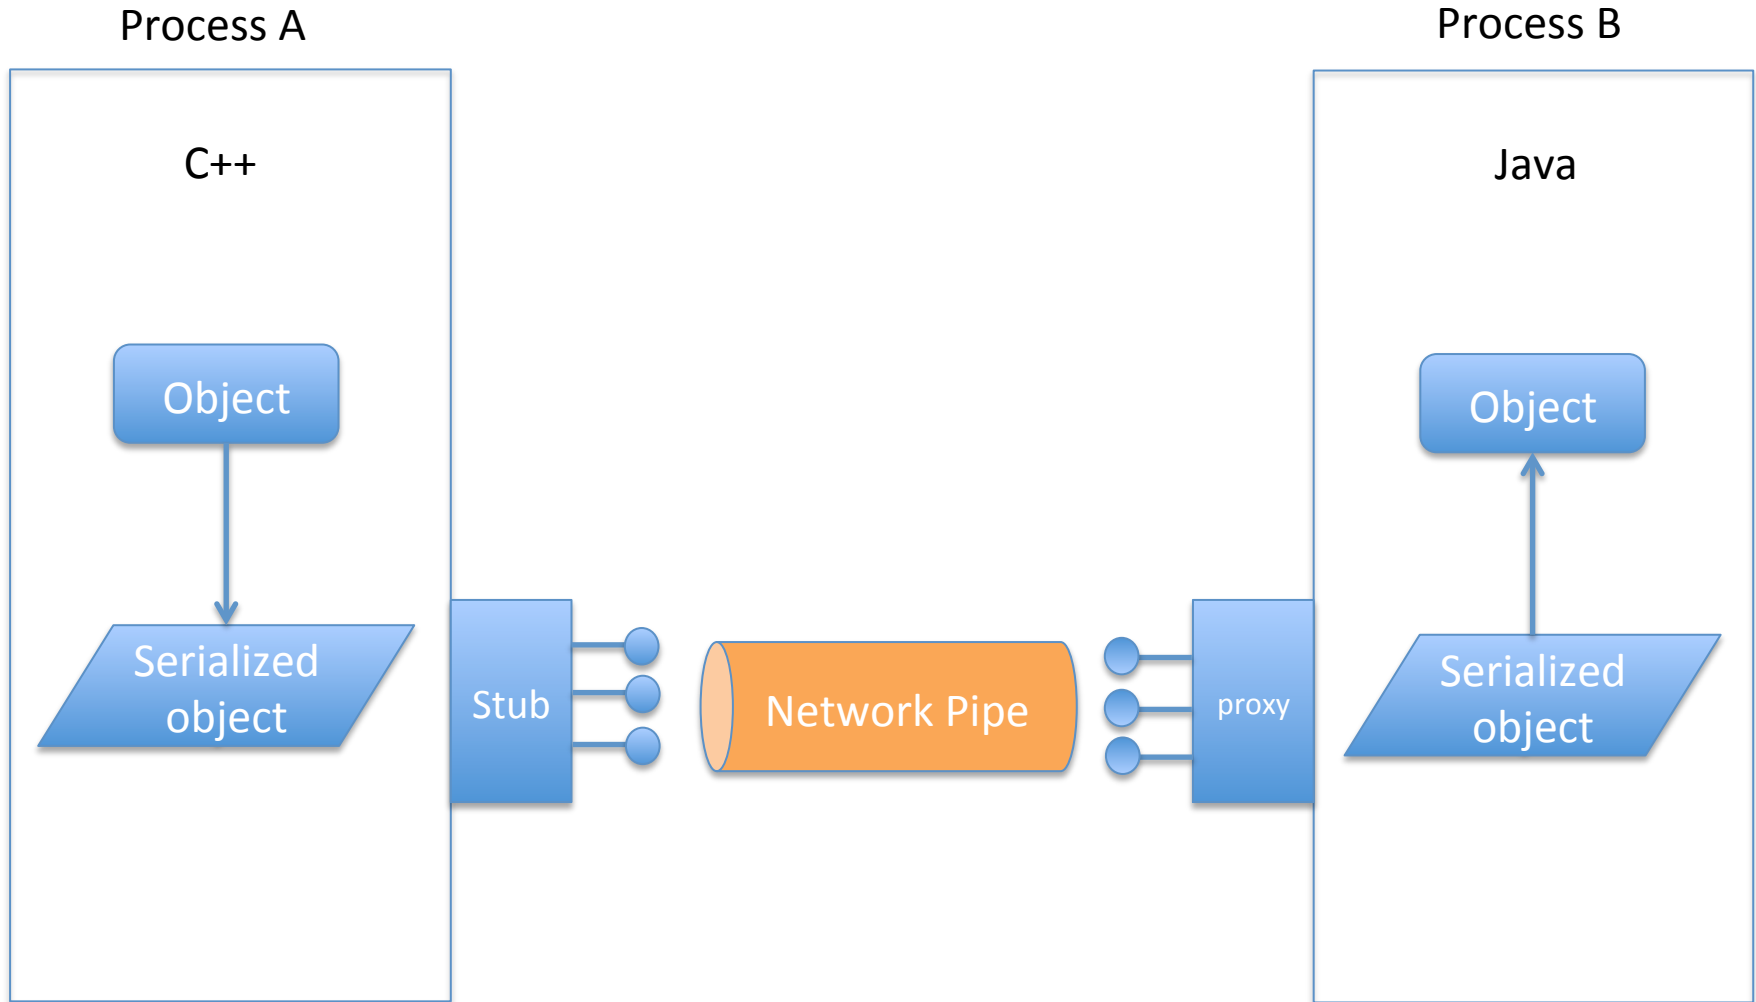 Process A
Process B
C++
Java
Object
Object
Serialized
object
Stub
Network Pipe
proxy
Serialized
object